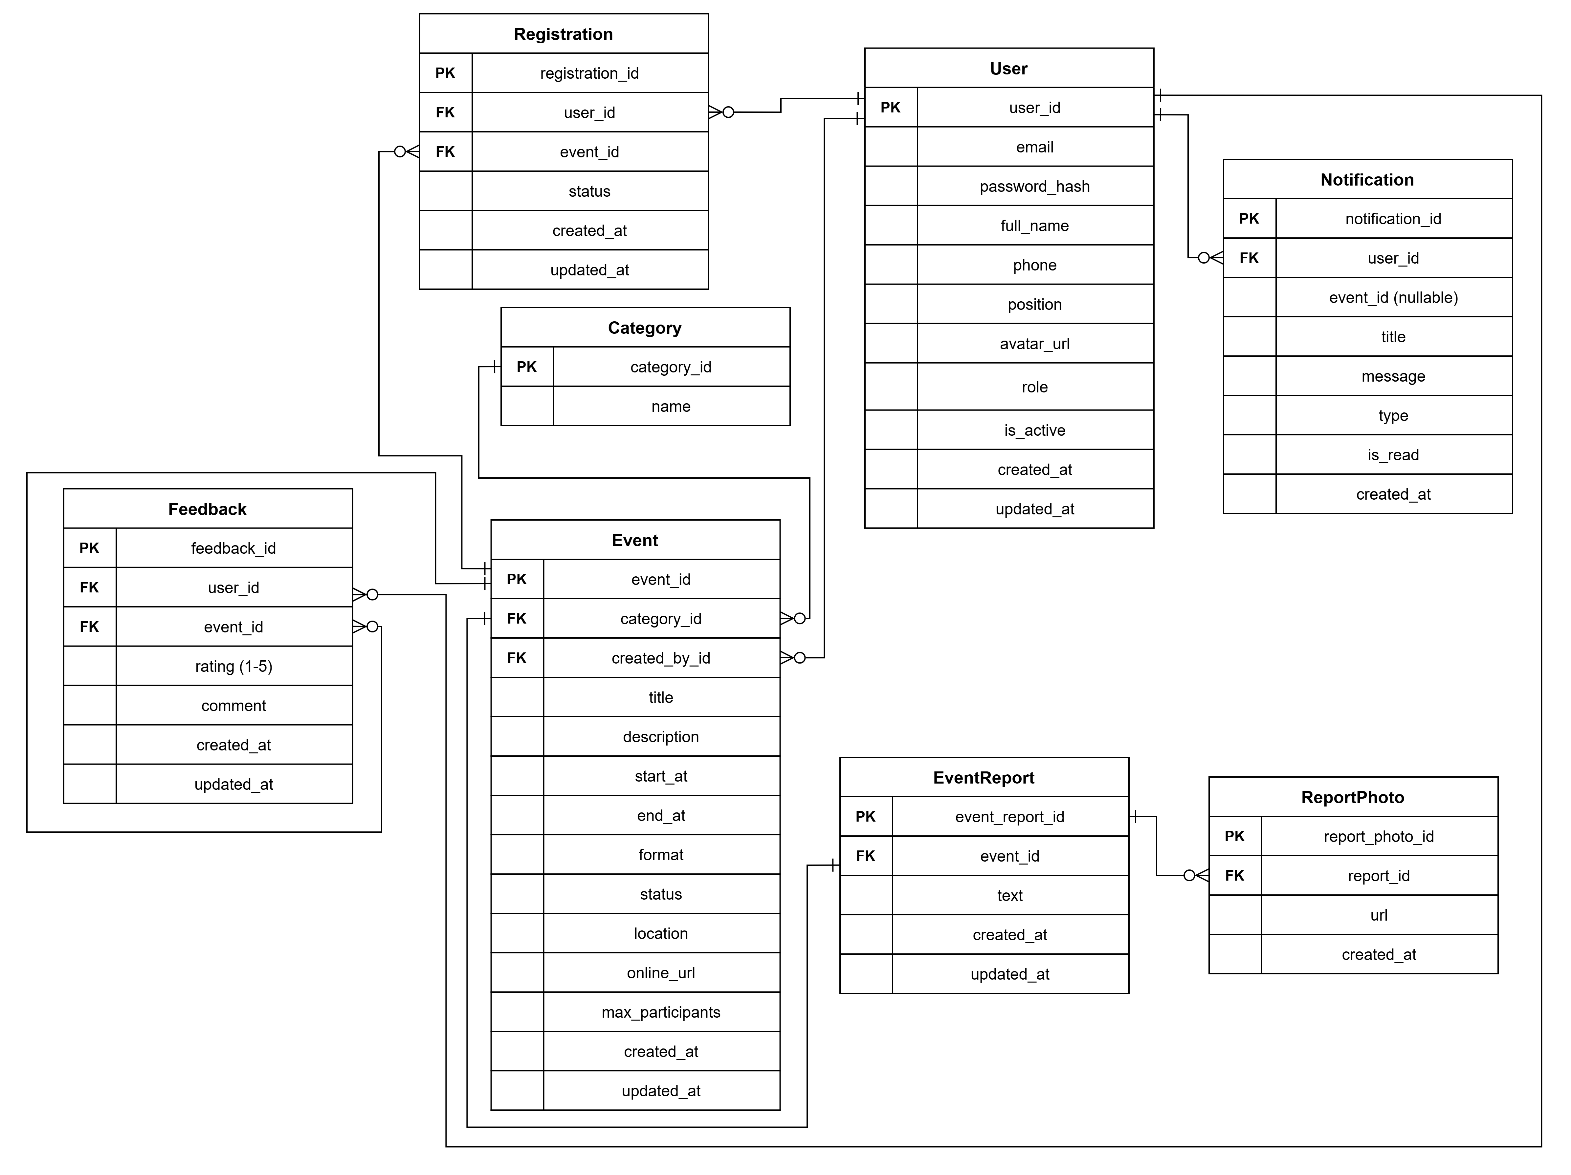 Registration
PK registration_id
FK user_id
FK event_id
status
created_at
updated_at
User
PK user_id
email
password_hash
full_name
phone
position
avatar_url
role
is_active
created_at
updated_at
Notification
PK notification_id
FK user_id
event_id (nullable)
title
message
type
is_read
created_at
Category
PK category_id
name
Feedback
PK feedback_id
FK user_id
FK event_id
rating (1-5)
comment
created_at
updated_at
Event
PK event_id
FK category_id
FK created_by_id
title
description
start_at
end_at
format
status
location
online_url
max_participants
created_at
updated_at
EventReport
PK event_report_id
FK event_id
text
created_at
updated_at
ReportPhoto
PK report_photo_id
FK report_id
url
created_at